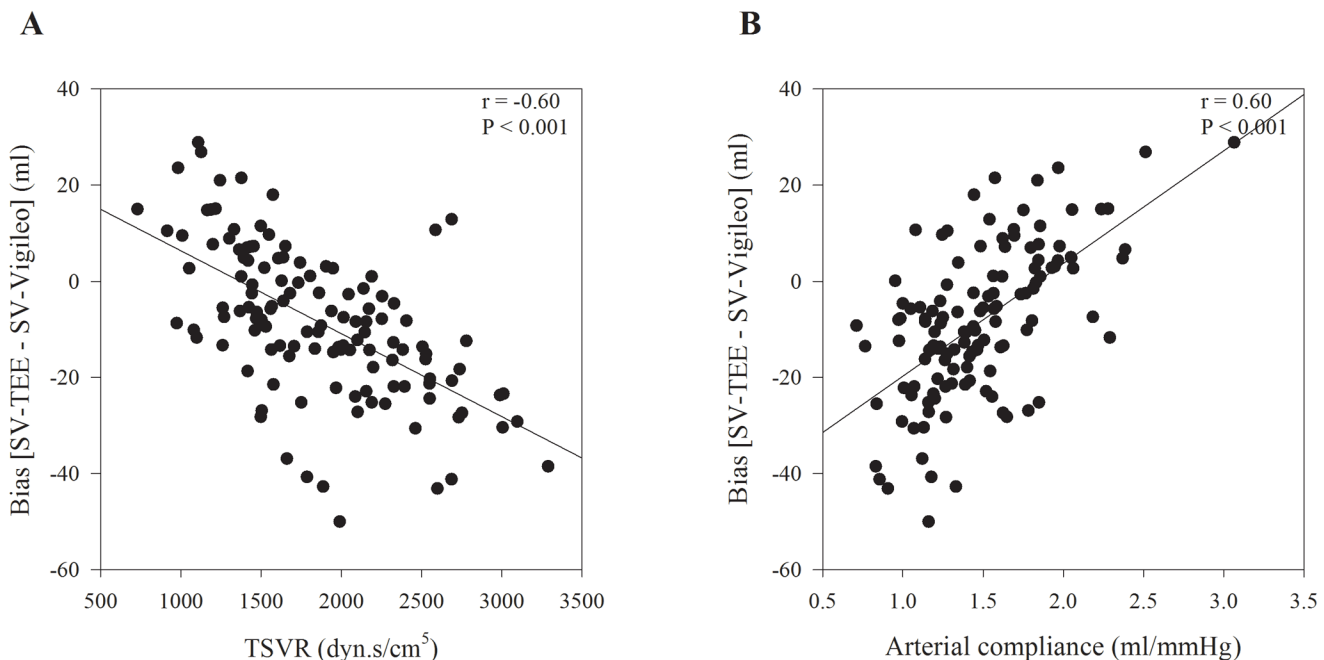 A
B
40
20
0
-20
-40
-60
Bias [SV-TEE - SV-Vigileo] (ml)
r = -0.60
P < 0.001
500 1000 1500 2000 2500 3000 3500
TSVR (dyn.s/cm⁵)
40
20
0
-20
-40
-60
Bias [SV-TEE - SV-Vigileo] (ml)
r = 0.60
P < 0.001
0.5 1.0 1.5 2.0 2.5 3.0 3.5
Arterial compliance (ml/mmHg)